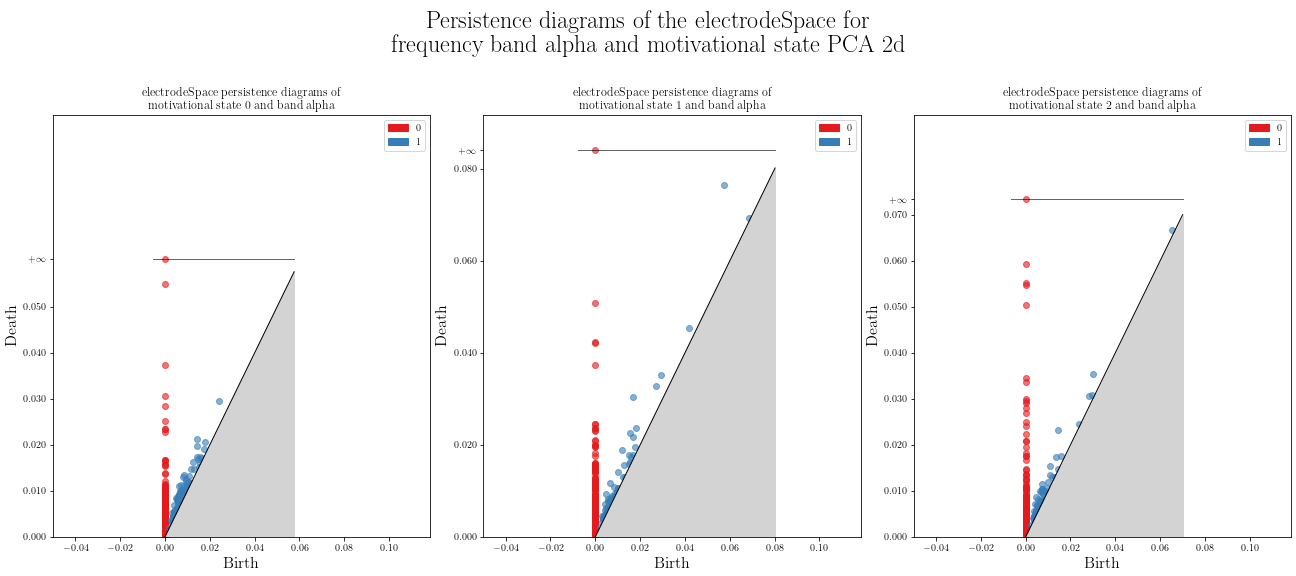 Persistence diagrams of the electrodeSpace for
frequency band alpha and motivational state PCA 2d
electrodeSpace persistence diagrams of
motivational state 0 and band alpha
0
1
+∞
0.050
0.040
0.030
0.020
0.010
0.000
Death
−0.04 −0.02 0.00 0.02 0.04 0.06 0.08 0.10
Birth
electrodeSpace persistence diagrams of
motivational state 1 and band alpha
0
1
+∞
0.080
0.060
0.040
0.020
0.000
Death
−0.04 −0.02 0.00 0.02 0.04 0.06 0.08 0.10
Birth
electrodeSpace persistence diagrams of
motivational state 2 and band alpha
0
1
+∞
0.070
0.060
0.050
0.040
0.030
0.020
0.010
0.000
Death
−0.04 −0.02 0.00 0.02 0.04 0.06 0.08 0.10
Birth